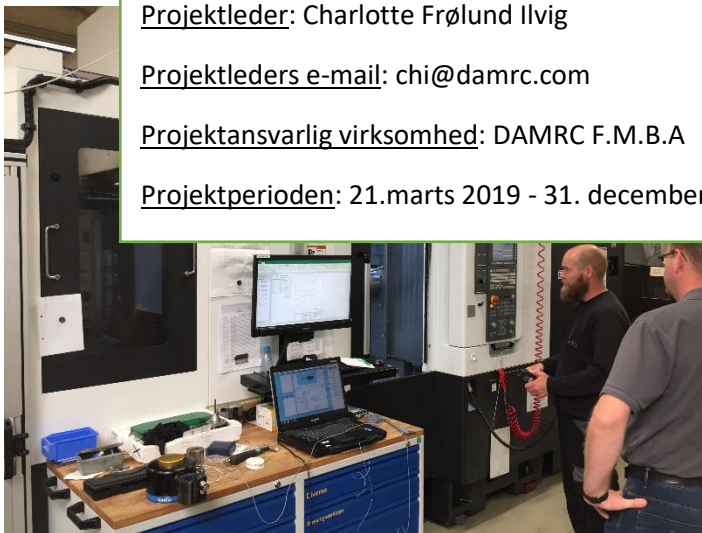 Projektleder: Charlotte Frølund Ilvig
Projektleders e-mail: chi@damrc.com
Projektansvarlig virksomhed: DAMRC F.M.B.A
Projektperioden: 21.marts 2019 - 31. december